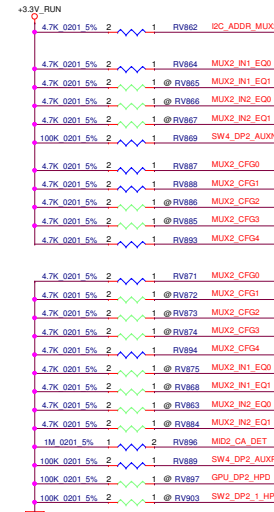 +3.3V_RUN
4.7K_0201_5% 2 1 RV862 I2C_ADDR_MUX
4.7K_0201_5% 2 1 RV864 MUX2_IN1_EQ0
4.7K_0201_5% 2 1 @ RV865 MUX2_IN1_EQ1
4.7K_0201_5% 2 1 @ RV866 MUX2_IN2_EQ0
4.7K_0201_5% 2 1 @ RV867 MUX2_IN2_EQ1
100K_0201_5% 2 1 RV869 SW4_DP2_AUXN
4.7K_0201_5% 2 1 RV887 MUX2_CFG0
4.7K_0201_5% 2 1 RV888 MUX2_CFG1
4.7K_0201_5% 2 1 @ RV886 MUX2_CFG2
4.7K_0201_5% 2 1 @ RV885 MUX2_CFG3
4.7K_0201_5% 2 1 RV893 MUX2_CFG4
4.7K_0201_5% 2 1 RV871 MUX2_CFG0
4.7K_0201_5% 2 1 @ RV872 MUX2_CFG1
4.7K_0201_5% 2 1 @ RV873 MUX2_CFG2
4.7K_0201_5% 2 1 @ RV874 MUX2_CFG3
4.7K_0201_5% 2 1 RV894 MUX2_CFG4
4.7K_0201_5% 2 1 @ RV875 MUX2_IN1_EQ0
4.7K_0201_5% 2 1 @ RV868 MUX2_IN1_EQ1
4.7K_0201_5% 2 1 @ RV863 MUX2_IN2_EQ0
4.7K_0201_5% 2 1 @ RV884 MUX2_IN2_EQ1
1M_0201_5% 1 2 RV896 MID2_CA_DET
100K_0201_5% 2 1 RV889 SW4_DP2_AUXP
100K_0201_5% 2 1 @ RV897 GPU_DP2_HPD
100K_0201_5% 2 1 @ RV903 SW2_DP2_1_HP